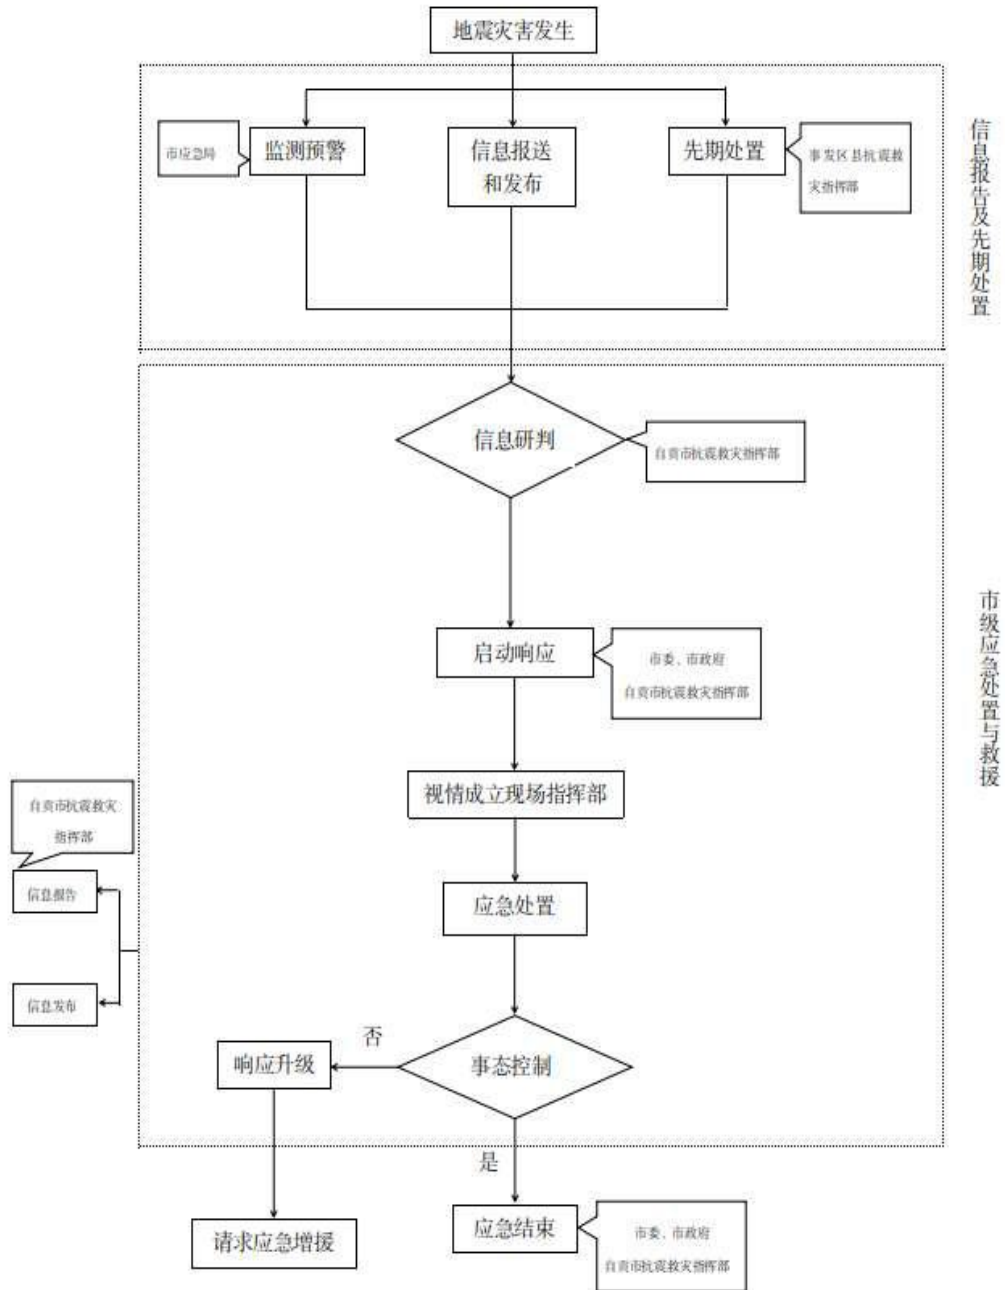 地震灾害发生
市应急局
监测预警
信息报送
和发布
先期处置
事发区县抗震救
灾指挥部
信息报告及先期处置
信息研判
自贡市抗震救灾指挥部
启动响应
市委、市政府
自贡市抗震救灾指挥部
市级应急处置与救援
视情成立现场指挥部
自贡市抗震救灾
指挥部
信息报告
应急处置
信息发布
否
响应升级
事态控制
是
请求应急增援
应急结束
市委、市政府
自贡市抗震救灾指挥部